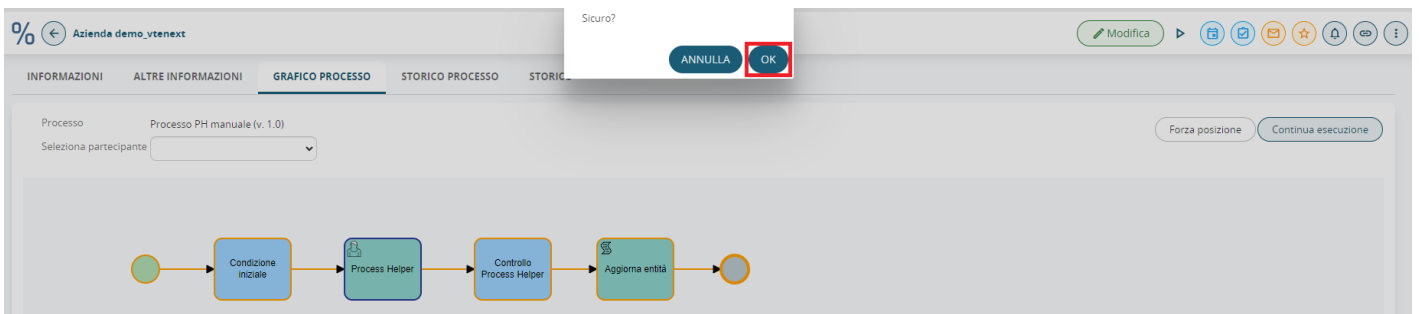 Sicuro?
ANNULLA OK
% Azienda demo_vtenext
Modifica
INFORMAZIONI ALTRE INFORMAZIONI GRAFICO PROCESSO STORICO PROCESSO
Processo Processo PH manuale (v. 1.0)
Seleziona partecipante
Forza posizione Continua esecuzione
Condizione
iniziale
Process Helper
Controllo
Process Helper
Aggiorna entità